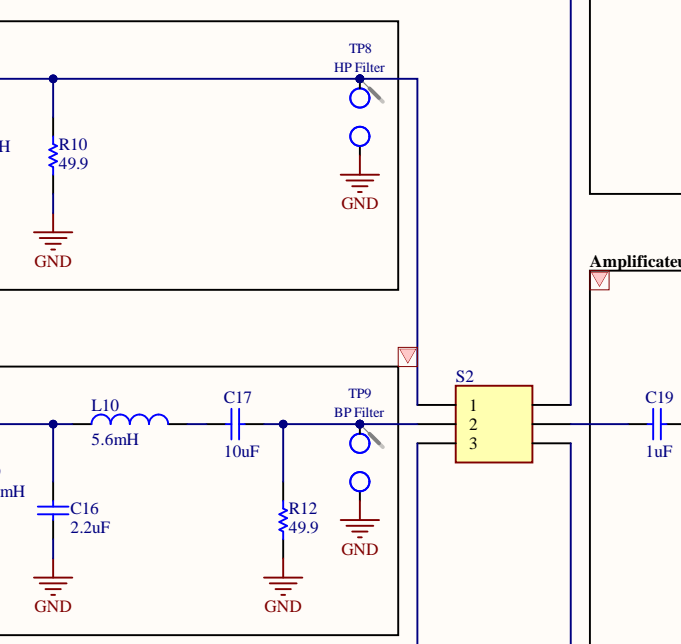 TP8
HP Filter
H
R10
49.9
GND
GND
Amplificateu
S2
1
2
3
TP9
BP Filter
L10
5.6mH
C17
10uF
C19
1uF
mH
C16
2.2uF
R12
49.9
GND
GND
GND